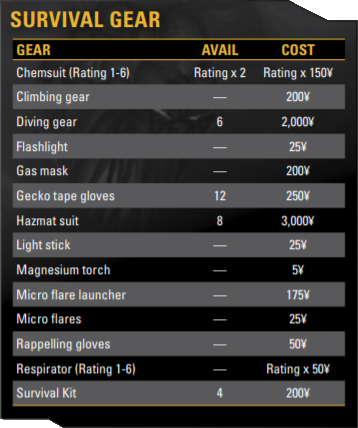 SURVIVAL GEAR
GEAR AVAIL COST
Chemsuit (Rating 1-6) Rating x 2 Rating x 150¥
Climbing gear — 200¥
Diving gear 6 2,000¥
Flashlight — 25¥
Gas mask — 200¥
Gecko tape gloves 12 250¥
Hazmat suit 8 3,000¥
Light stick — 25¥
Magnesium torch — 5¥
Micro flare launcher — 175¥
Micro flares — 25¥
Rappelling gloves — 50¥
Respirator (Rating 1-6) — Rating x 50¥
Survival Kit 4 200¥